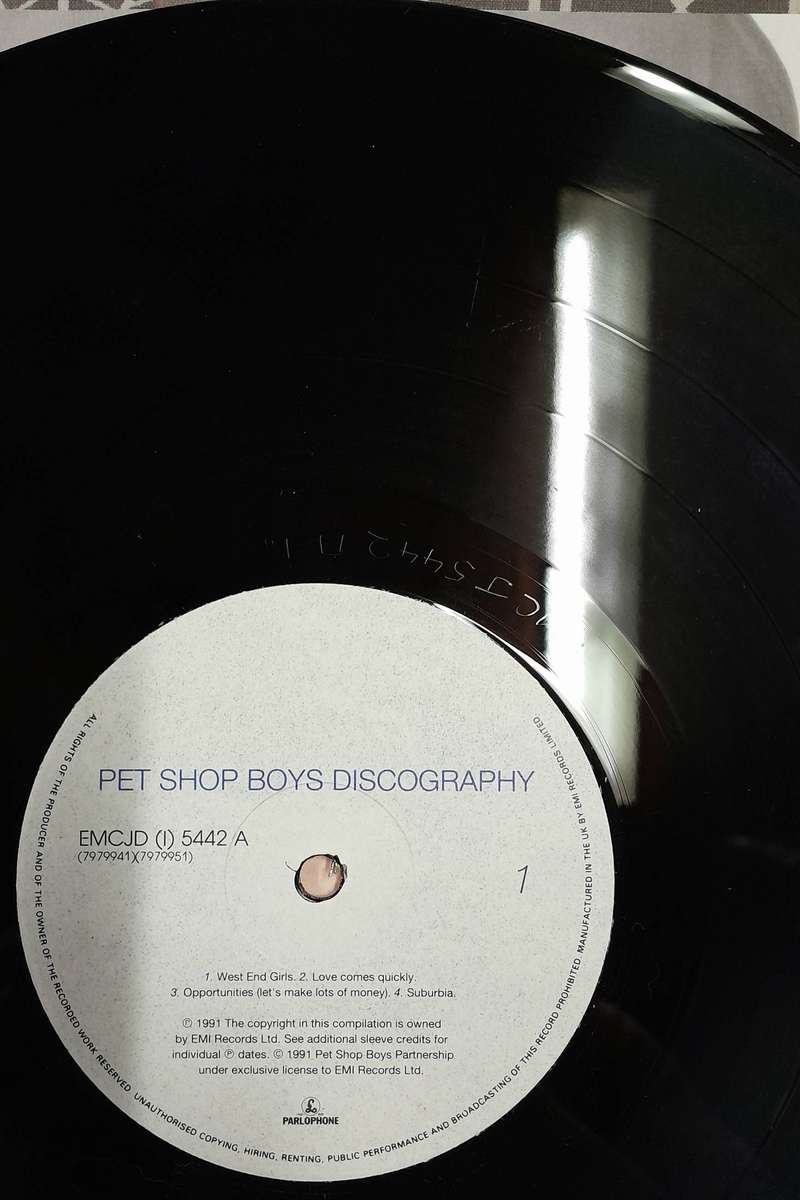 CJ 5442
PET SHOP BOYS DISCOGRAPHY
EMCJD (I) 5442 A
(7979941)(7979951)
1
1. West End Girls. 2. Love comes quickly.
3. Opportunities (let's make lots of money). 4. Suburbia.
℗ 1991 The copyright in this compilation is owned
by EMI Records Ltd. See additional sleeve credits for
individual ℗ dates. © 1991 Pet Shop Boys Partnership
under exclusive license to EMI Records Ltd.
£
PARLOPHONE
ALL RIGHTS OF THE PRODUCER AND OF THE OWNER OF THE RECORDED WORK RESERVED. UNAUTHORISED COPYING, HIRING, RENTING, PUBLIC PERFORMANCE AND BROADCASTING OF THIS RECORD PROHIBITED. MANUFACTURED IN THE UK BY EMI RECORDS LIMITED.